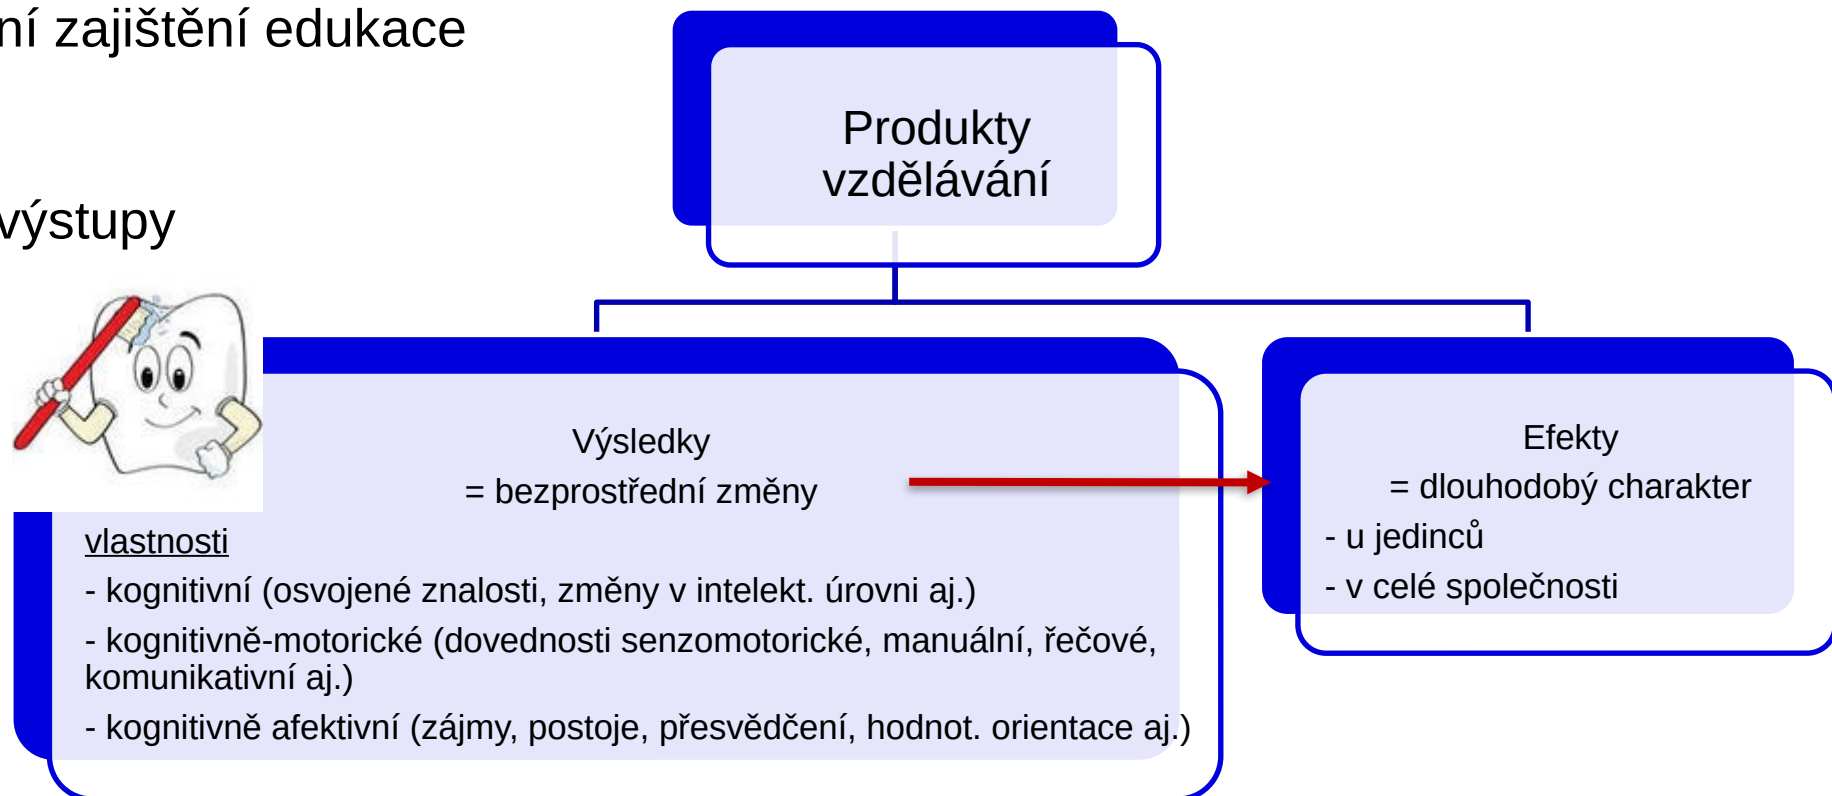 ní zajištění edukace
výstupy
Produkty
vzdělávání
Výsledky
= bezprostřední změny
vlastnosti
- kognitivní (osvojené znalosti, změny v intelekt. úrovni aj.)
- kognitivně-motorické (dovednosti senzomotorické, manuální, řečové,
komunikativní aj.)
- kognitivně afektivní (zájmy, postoje, přesvědčení, hodnot. orientace aj.)
Efekty
= dlouhodobý charakter
- u jedinců
- v celé společnosti